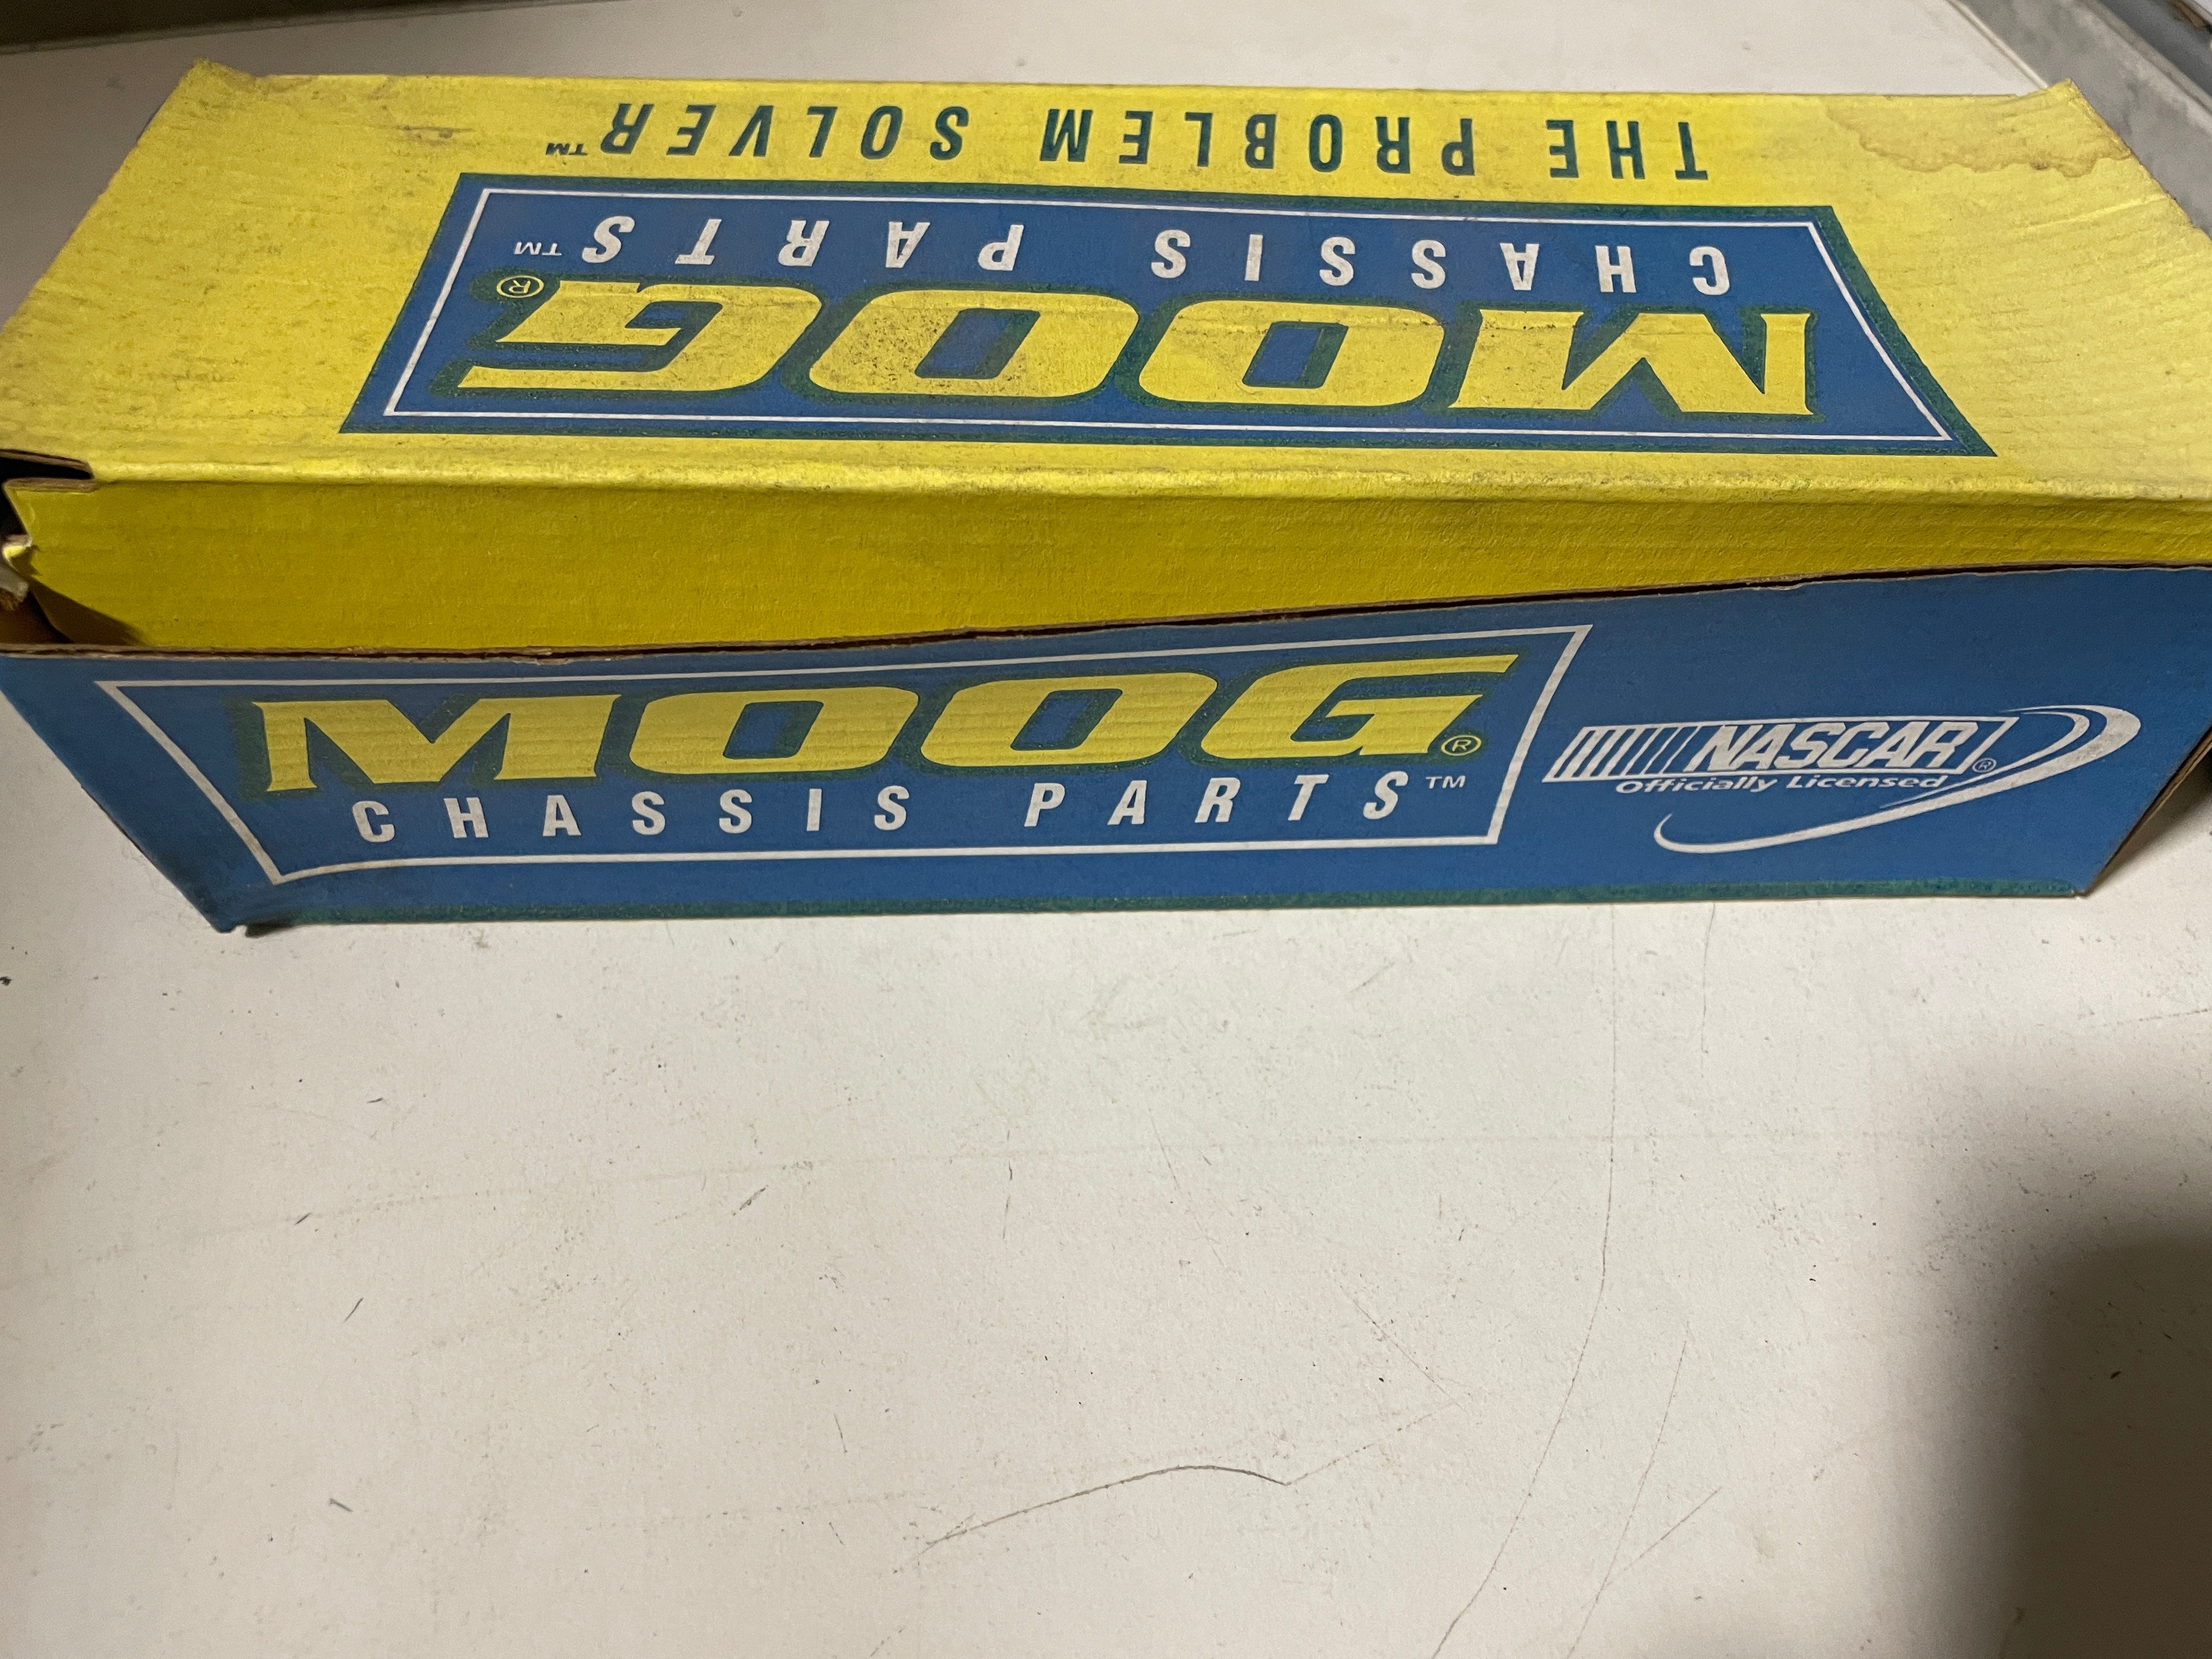 THE PROBLEM SOLVER™
CHASSIS PARTS™
MOOG®
MOOG®
CHASSIS PARTS™
NASCAR®
Officially Licensed